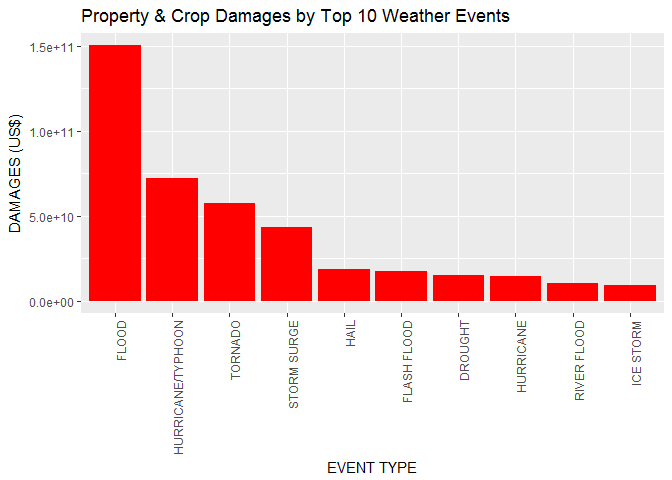 Property & Crop Damages by Top 10 Weather Events
DAMAGES (US$)
1.5e+11
1.0e+11
5.0e+10
0.0e+00
FLOOD
HURRICANE/TYPHOON
TORNADO
STORM SURGE
HAIL
FLASH FLOOD
DROUGHT
HURRICANE
RIVER FLOOD
ICE STORM
EVENT TYPE